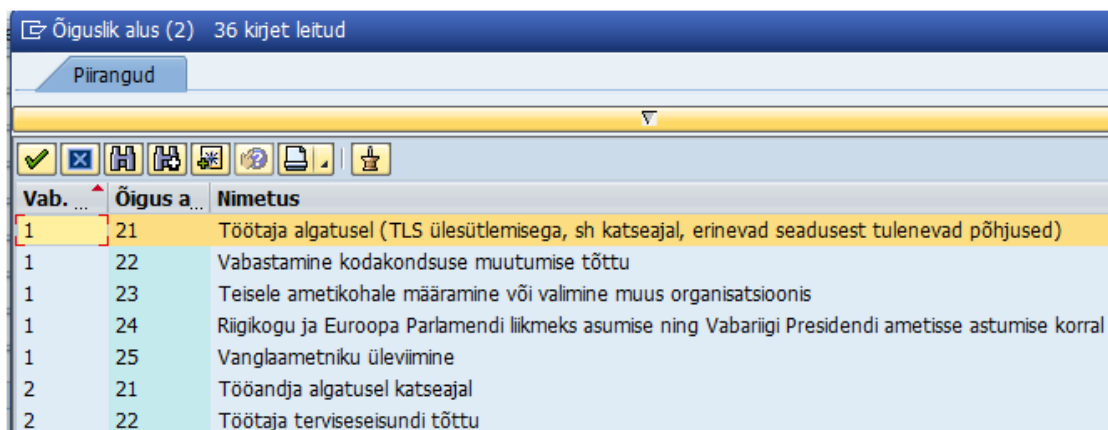 Õiguslik alus (2) 36 kirjet leitud
Piirangud
Vab. ... Õigus a... Nimetus
1 21 Töötaja algatusel (TLS ülesütlemisega, sh katseajal, erinevad seadusest tulenevad põhjused)
1 22 Vabastamine kodakondsuse muutumise tõttu
1 23 Teisele ametikohale määramine või valimine muus organisatsioonis
1 24 Riigikogu ja Euroopa Parlamendi liikmeks asumise ning Vabariigi Presidendi ametisse astumise korral
1 25 Vanglaametniku üleviimine
2 21 Tööandja algatusel katseajal
2 22 Töötaja terviseseisundi tõttu